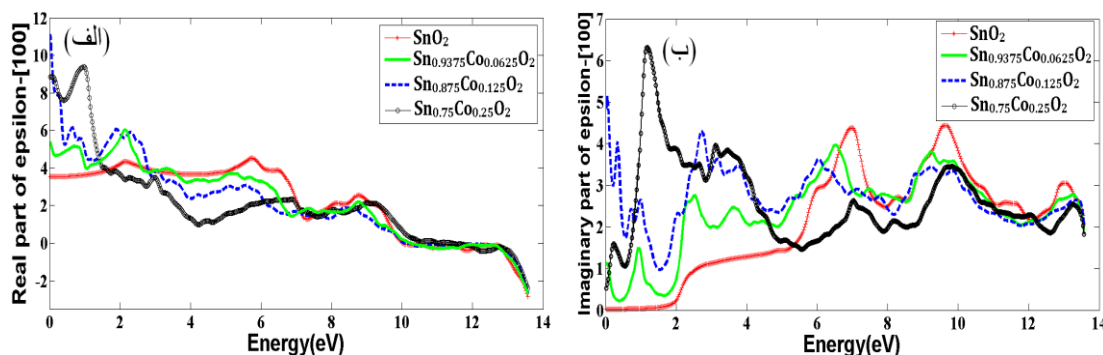 Real part of epsilon-[100]
12
10
8
6
4
2
0
-2
(الف)
SnO2
Sn0.9375Co0.0625O2
Sn0.875Co0.125O2
Sn0.75Co0.25O2
0 2 4 6 8 10 12 14
Energy(eV)
Imaginary part of epsilon-[100]
7
6
5
4
3
2
1
0
(ب)
SnO2
Sn0.9375Co0.0625O2
Sn0.875Co0.125O2
Sn0.75Co0.25O2
0 2 4 6 8 10 12 14
Energy(eV)